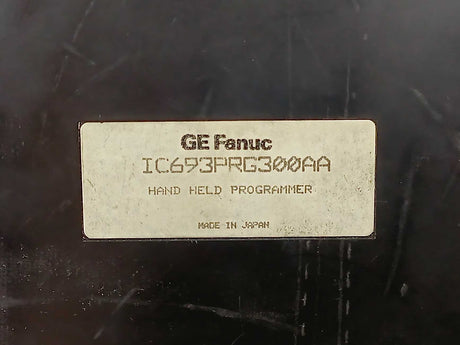 GE Fanuc
IC693PRG300AA
HAND HELD PROGRAMMER
MADE IN JAPAN